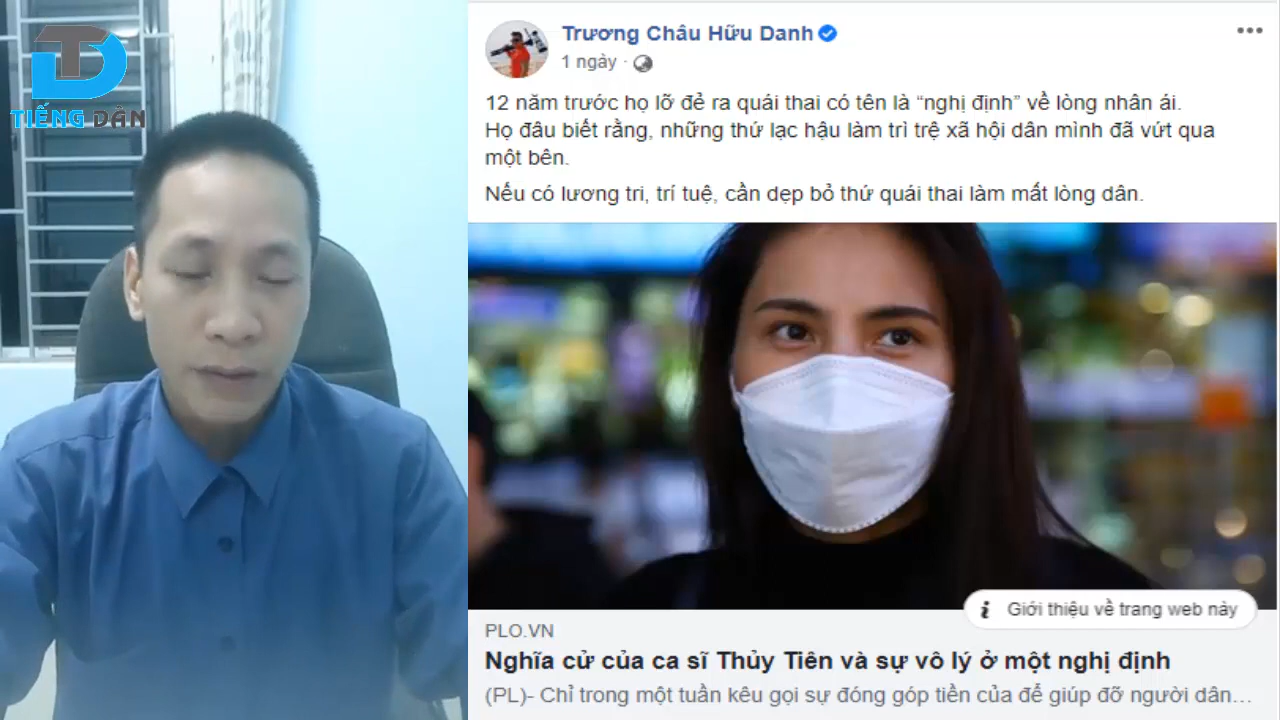 TD
TIẾNG DÂN
Trương Châu Hữu Danh
1 ngày ·
12 năm trước họ lỡ đẻ ra quái thai có tên là “nghị định” về lòng nhân ái.
Họ đâu biết rằng, những thứ lạc hậu làm trì trệ xã hội dân mình đã vứt qua
một bên.
Nếu có lương tri, trí tuệ, cần dẹp bỏ thứ quái thai làm mất lòng dân.
i Giới thiệu về trang web này
PLO.VN
Nghĩa cử của ca sĩ Thủy Tiên và sự vô lý ở một nghị định
(PL)- Chỉ trong một tuần kêu gọi sự đóng góp tiền của để giúp đỡ người dân...